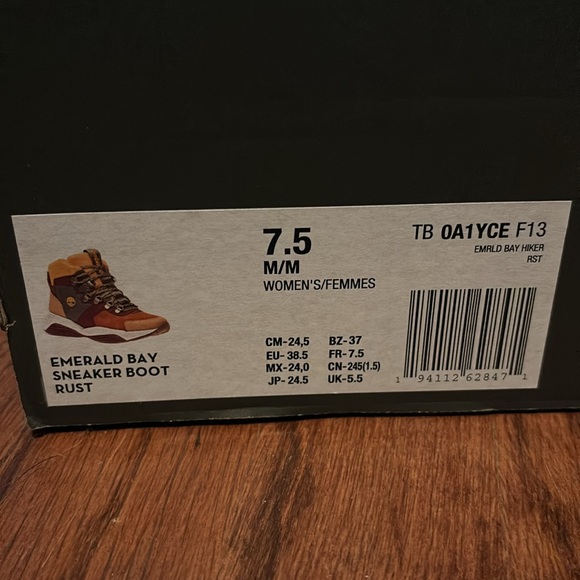 7.5
M/M
WOMEN'S/FEMMES
TB 0A1YCE F13
EMRLD BAY HIKER
RST
EMERALD BAY
SNEAKER BOOT
RUST
CM-24,5 BZ-37
EU- 38.5 FR-7.5
MX-24,0 CN-245(1.5)
JP-24.5 UK-5.5
1 94112 62847 1